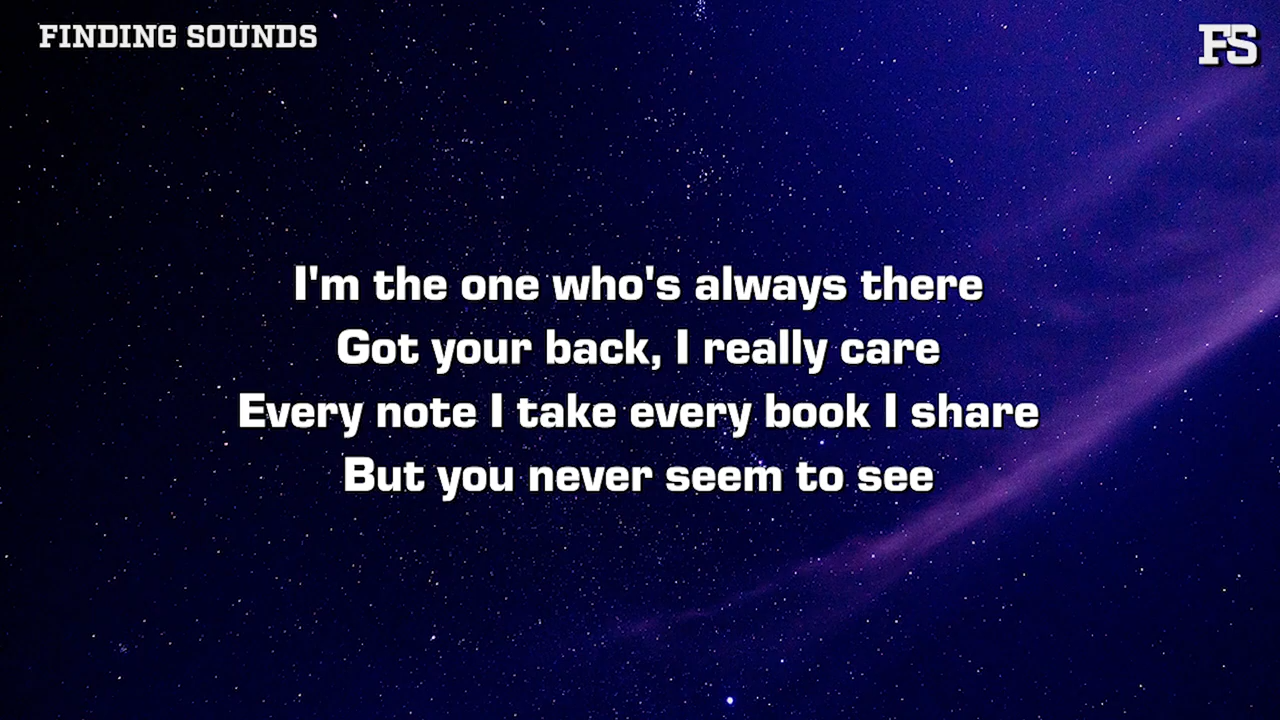 FINDING SOUNDS
FS
I'm the one who's always there
Got your back, I really care
Every note I take every book I share
But you never seem to see